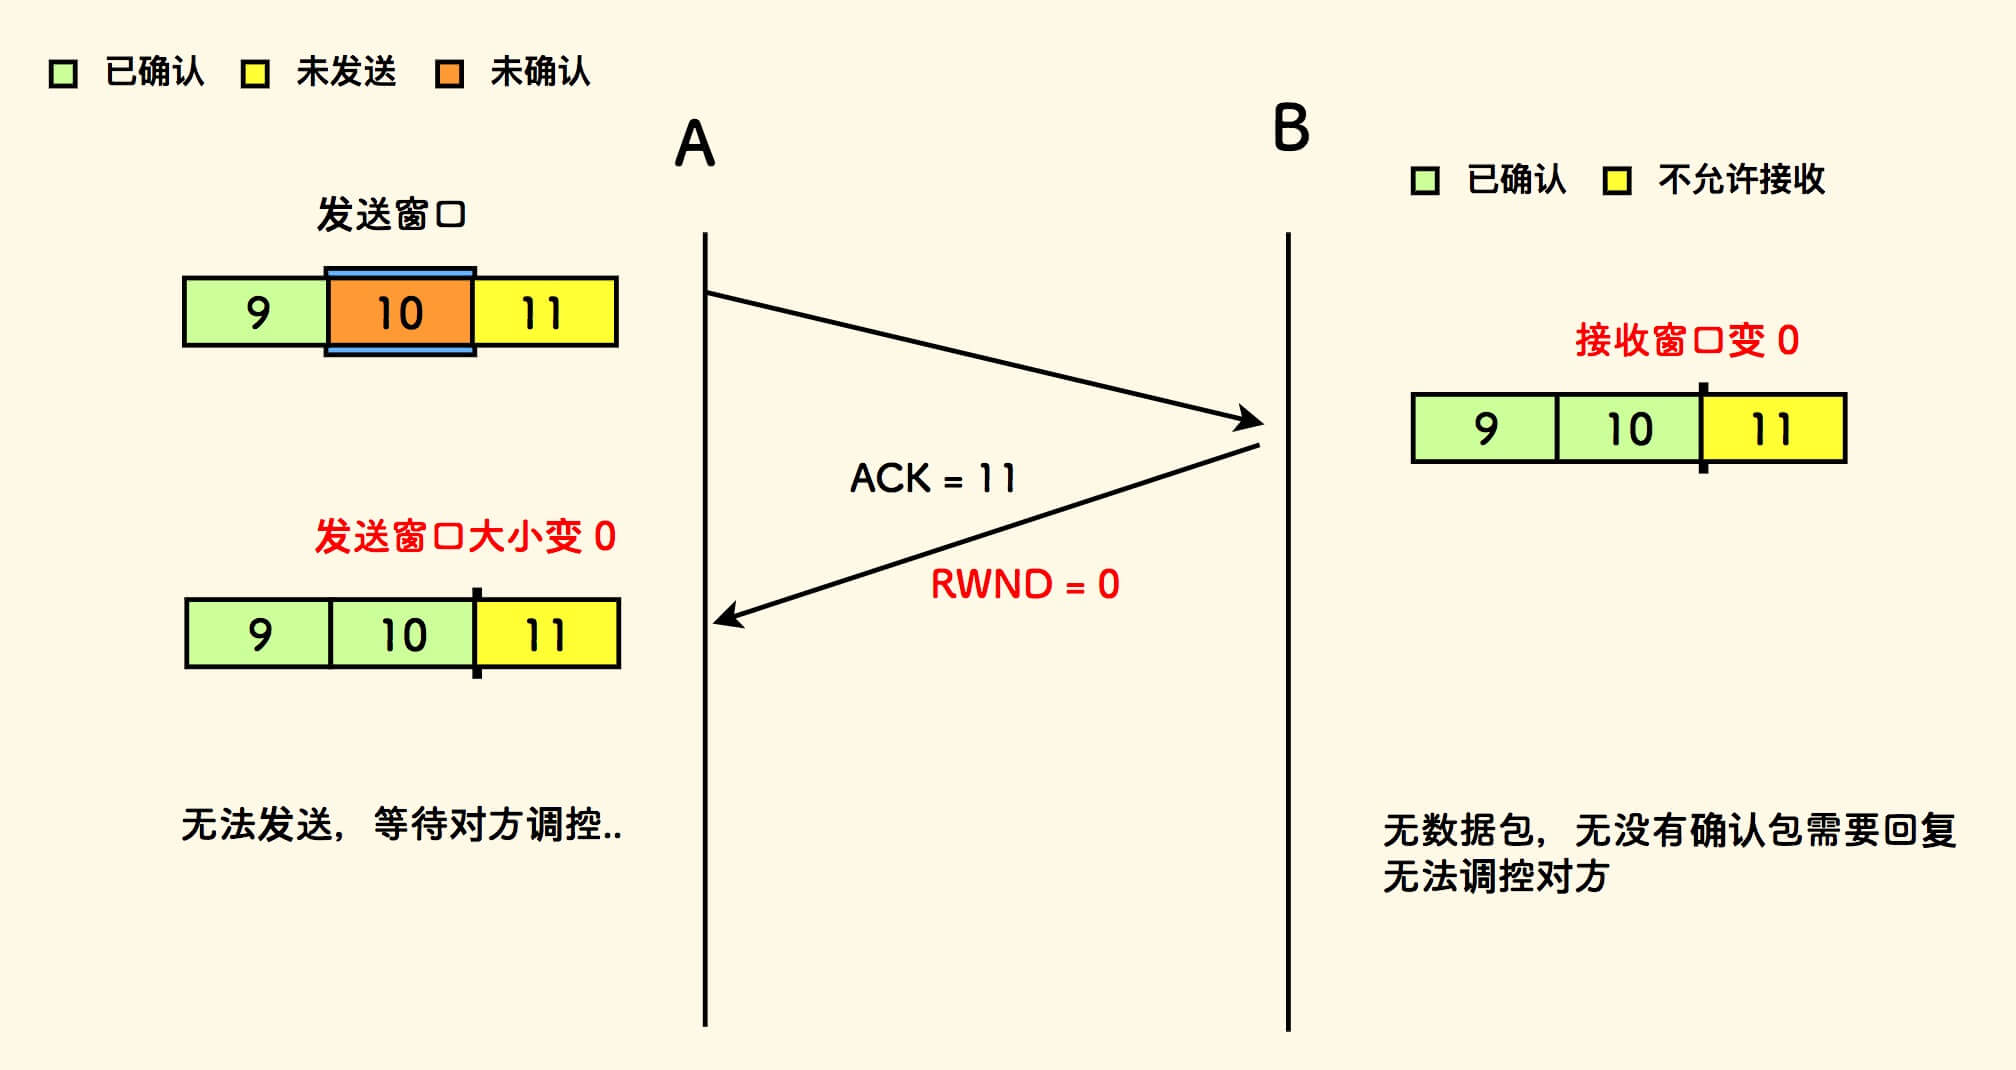 已确认 未发送 未确认
A
B
已确认 不允许接收
发送窗口
9 10 11
接收窗口变 0
9 10 11
ACK = 11
RWND = 0
发送窗口大小变 0
9 10 11
无法发送，等待对方调控..
无数据包，无没有确认包需要回复
无法调控对方